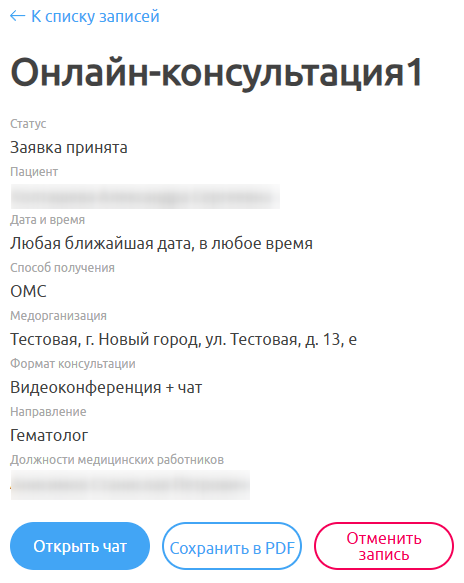 ← К списку записей
Онлайн-консультация1
Статус
Заявка принята
Пациент
Дата и время
Любая ближайшая дата, в любое время
Способ получения
ОМС
Медорганизация
Тестовая, г. Новый город, ул. Тестовая, д. 13, е
Формат консультации
Видеоконференция + чат
Направление
Гематолог
Должности медицинских работников
Открыть чат
Сохранить в PDF
Отменить
запись